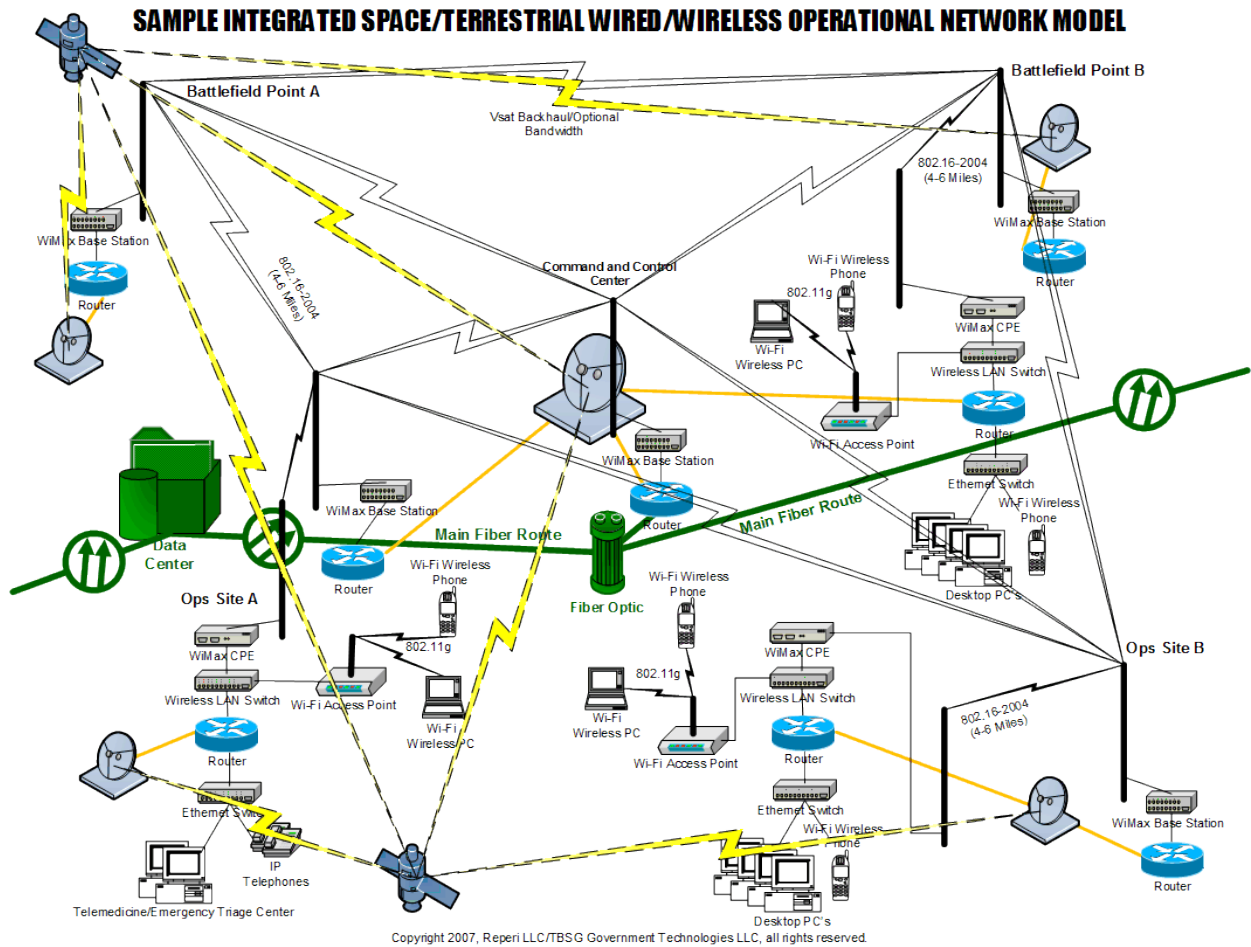 SAMPLE INTEGRATED SPACE/TERRESTRIAL WIRED/WIRELESS OPERATIONAL NETWORK MODEL
Battlefield Point A
Battlefield Point B
Vsat Backhaul/Optional
Bandwidth
802.16-2004
(4-6 Miles)
WiMax Base Station
Router
WiMax Base Station
Router
802.16-2004
(4-6 Miles)
Command and Control
Center
Wi-Fi Wireless
Phone
802.11g
Wi-Fi
Wireless PC
WiMax CPE
Wireless LAN Switch
Router
Wi-Fi Access Point
WiMax Base Station
Router
Ethernet Switch
Wi-Fi Wireless
Phone
Desktop PC's
WiMax Base Station
Router
Main Fiber Route
Main Fiber Route
Data
Center
Fiber Optic
Ops Site A
Wi-Fi Wireless
Phone
802.11g
WiMax CPE
Wireless LAN Switch
Wi-Fi Access Point
Wi-Fi
Wireless PC
Router
Ethernet Switch
IP
Telephones
Telemedicine/Emergency Triage Center
Wi-Fi Wireless
Phone
802.11g
Wi-Fi
Wireless PC
Wi-Fi Access Point
WiMax CPE
Wireless LAN Switch
Router
Ethernet Switch
Wi-Fi Wireless
Phone
Desktop PC's
Ops Site B
802.16-2004
(4-6 Miles)
WiMax Base Station
Router
Copyright 2007, Reperi LLC/TBSG Government Technologies LLC, all rights reserved.